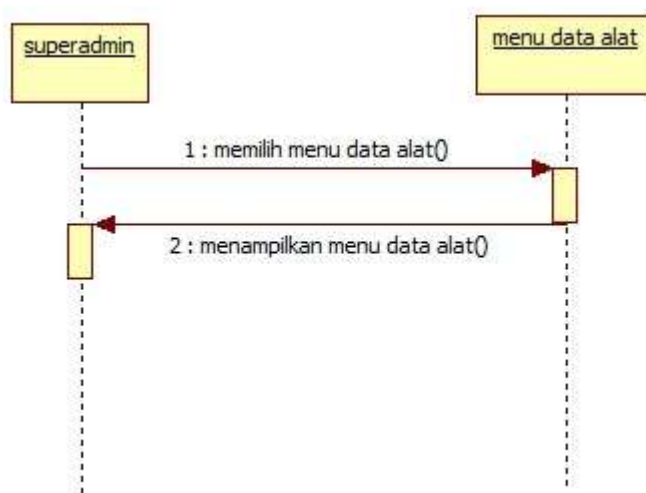 superadmin
menu data alat
1 : memilih menu data alat()
2 : menampilkan menu data alat()